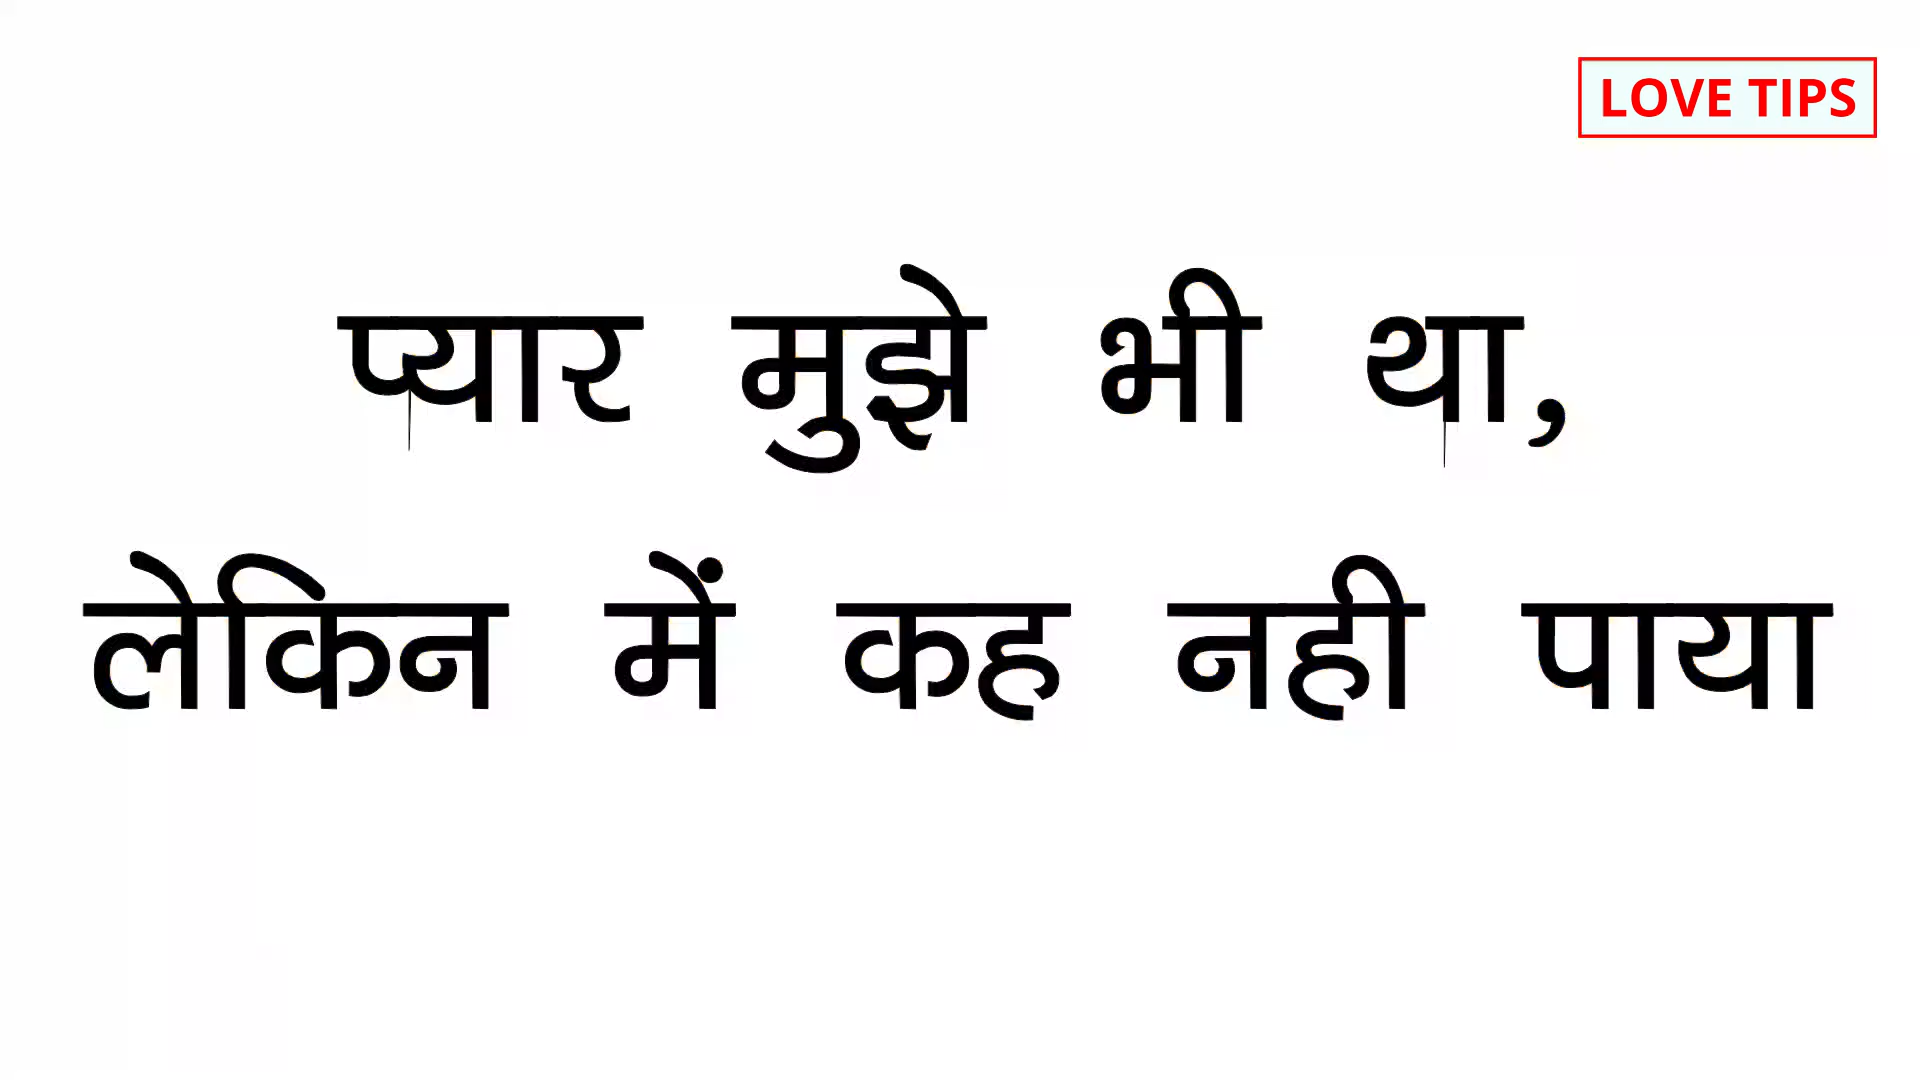 LOVE TIPS
प्यार मुझे भी था,
लेकिन में कह नही पाया